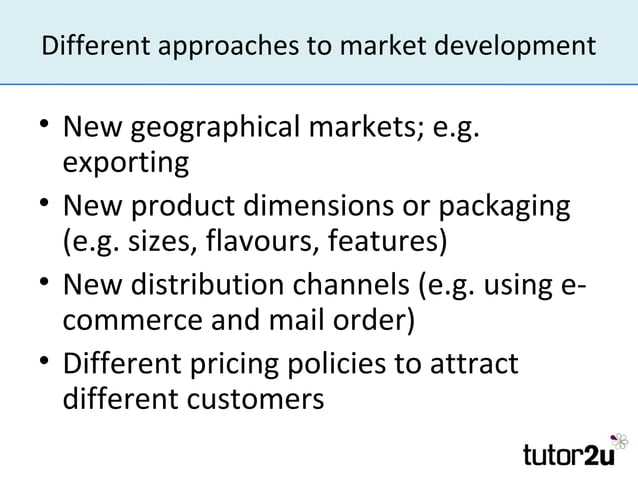 Different approaches to market development
• New geographical markets; e.g.
exporting
• New product dimensions or packaging
(e.g. sizes, flavours, features)
• New distribution channels (e.g. using e-
commerce and mail order)
• Different pricing policies to attract
different customers
tutor2u